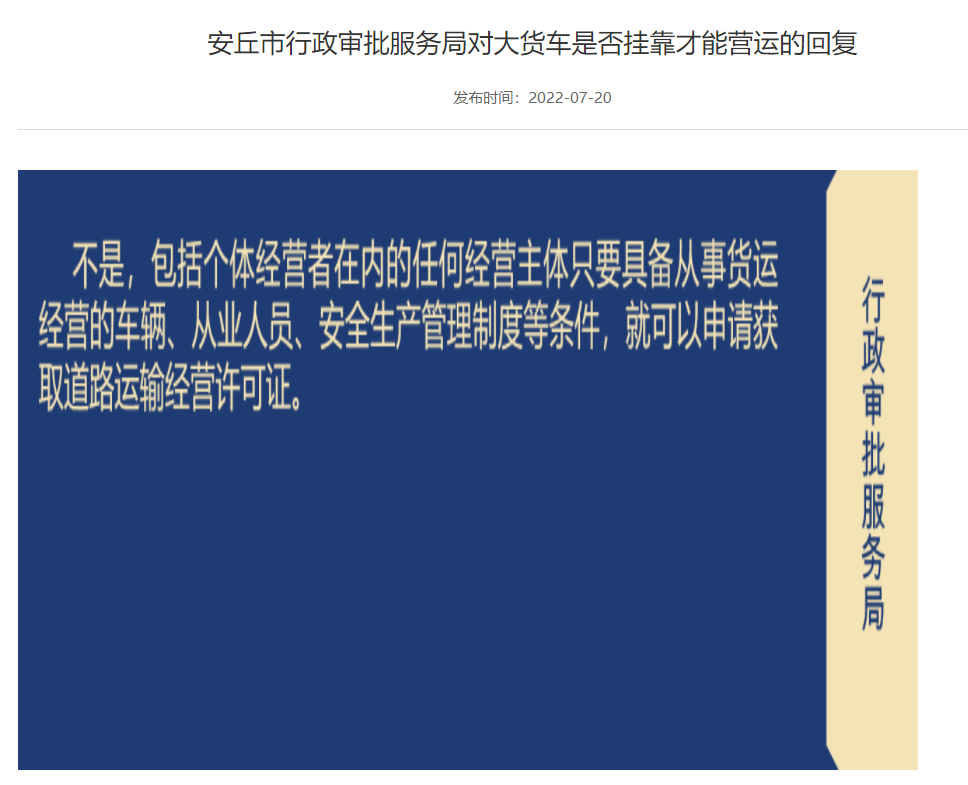 安丘市行政审批服务局对大货车是否挂靠才能营运的回复
发布时间：2022-07-20
不是，包括个体经营者在内的任何经营主体只要具备从事货运
经营的车辆、从业人员、安全生产管理制度等条件，就可以申请获
取道路运输经营许可证。
行政审批服务局